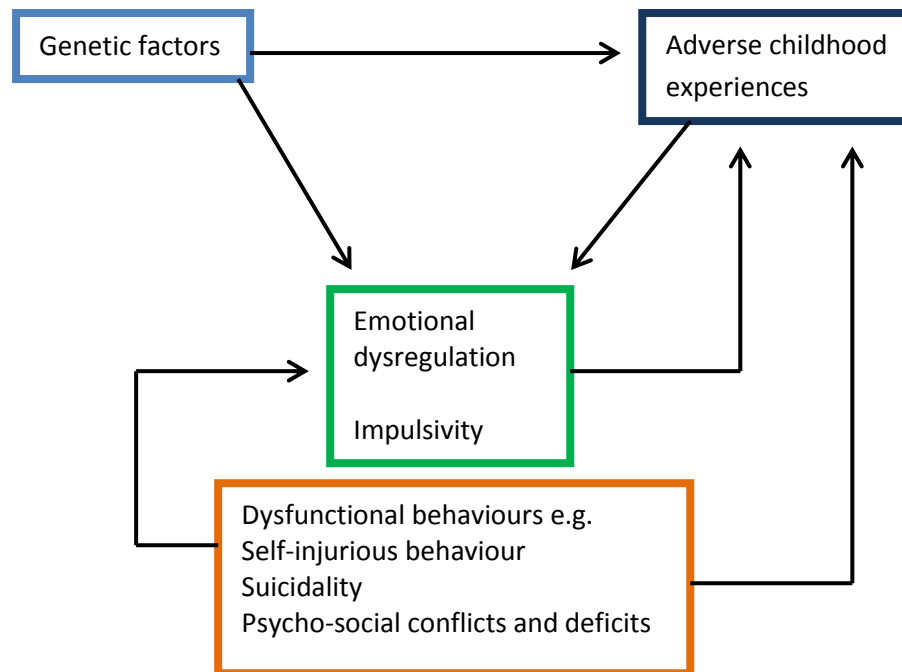 Genetic factors
Adverse childhood
experiences
Emotional
dysregulation
Impulsivity
Dysfunctional behaviours e.g.
Self-injurious behaviour
Suicidality
Psycho-social conflicts and deficits